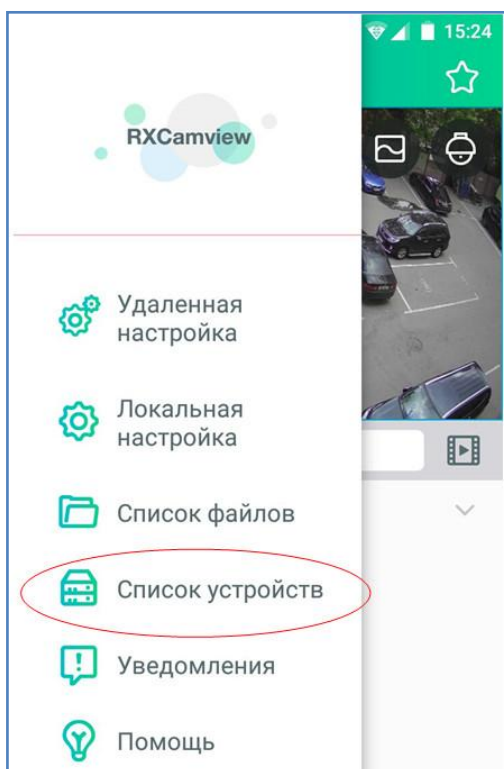 15:24
RXCamview
Удаленная
настройка
Локальная
настройка
Список файлов
Список устройств
Уведомления
Помощь